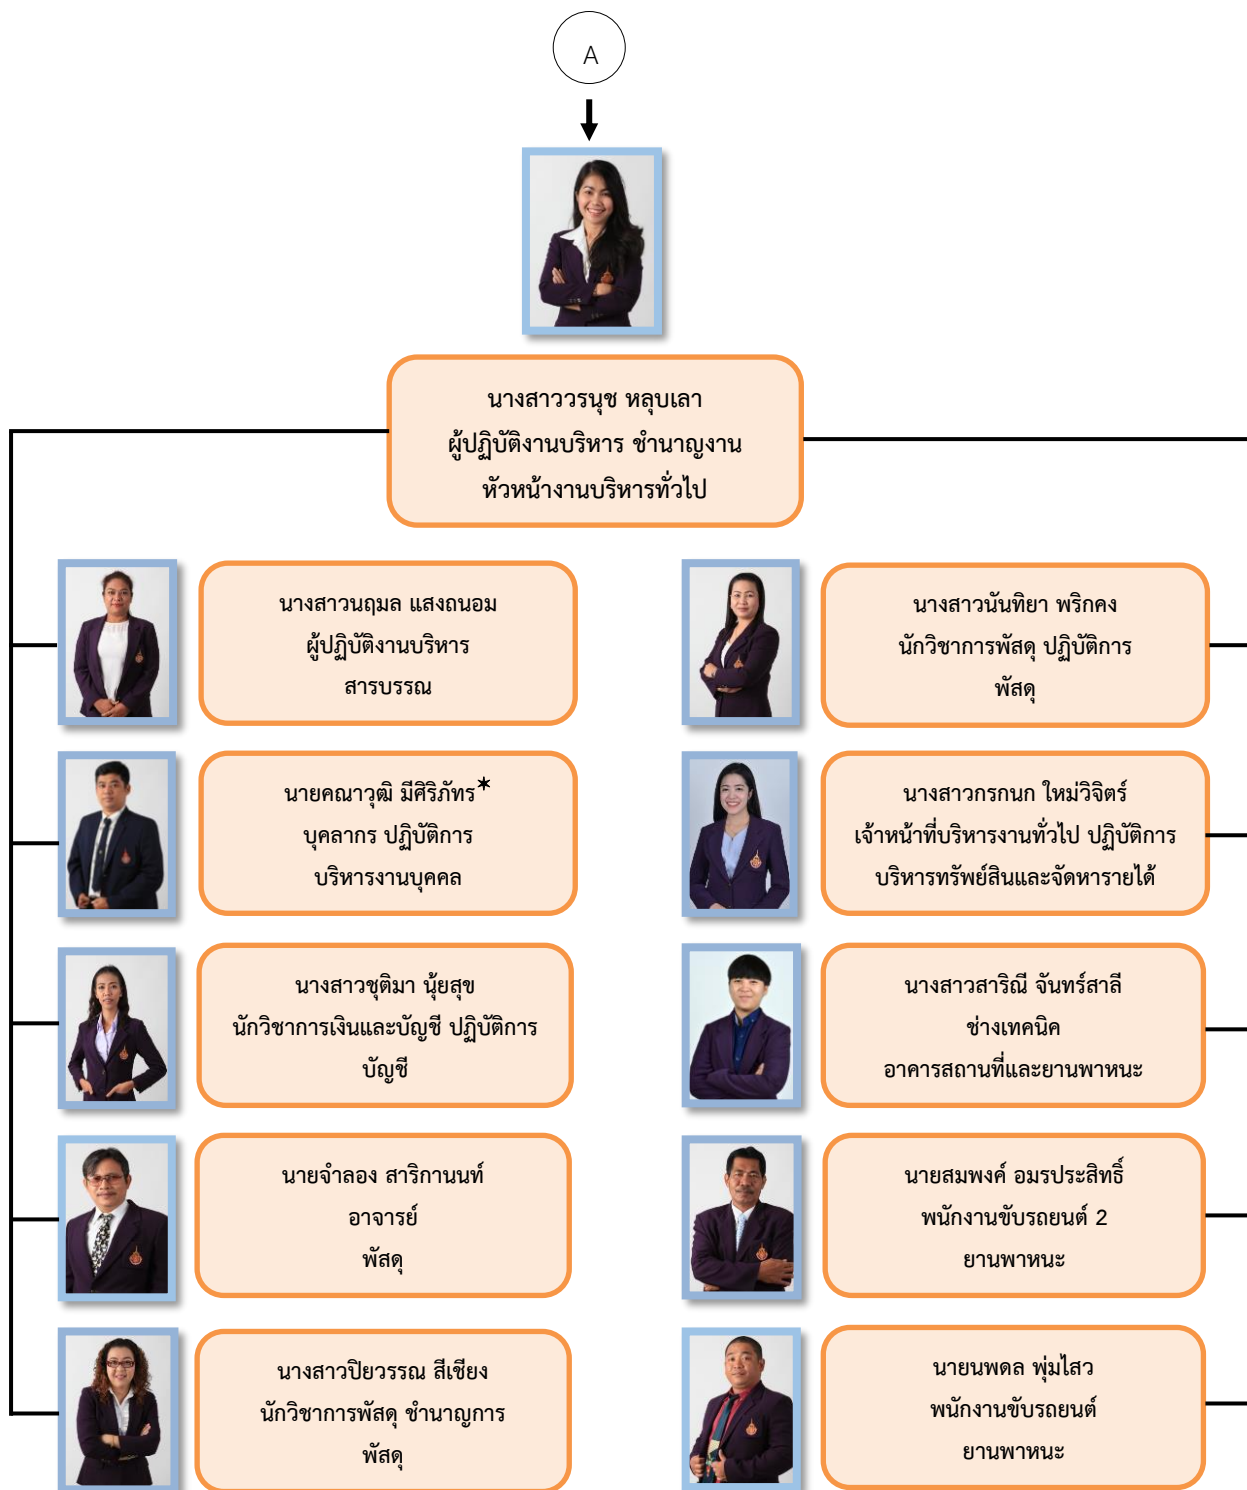 A
นางสาววรนุช หลุบเลา
ผู้ปฏิบัติงานบริหาร ชำนาญงาน
หัวหน้างานบริหารทั่วไป
นางสาวนฤมล แสงถนอม
ผู้ปฏิบัติงานบริหาร
สารบรรณ
นางสาวนันทิยา พริกคง
นักวิชาการพัสดุ ปฏิบัติการ
พัสดุ
นายคณาวุฒิ มีศิริภัทร*
บุคลากร ปฏิบัติการ
บริหารงานบุคคล
นางสาวกรกนก ใหม่วิจิตร์
เจ้าหน้าที่บริหารงานทั่วไป ปฏิบัติการ
บริหารทรัพย์สินและจัดหารายได้
นางสาวชุติมา นุ้ยสุข
นักวิชาการเงินและบัญชี ปฏิบัติการ
บัญชี
นางสาวสาริณี จันทร์สาลี
ช่างเทคนิค
อาคารสถานที่และยานพาหนะ
นายจำลอง สาริกานนท์
อาจารย์
พัสดุ
นายสมพงค์ อมรประสิทธิ์
พนักงานขับรถยนต์ 2
ยานพาหนะ
นางสาวปิยวรรณ สีเชียง
นักวิชาการพัสดุ ชำนาญการ
พัสดุ
นายนพดล พุ่มไสว
พนักงานขับรถยนต์
ยานพาหนะ